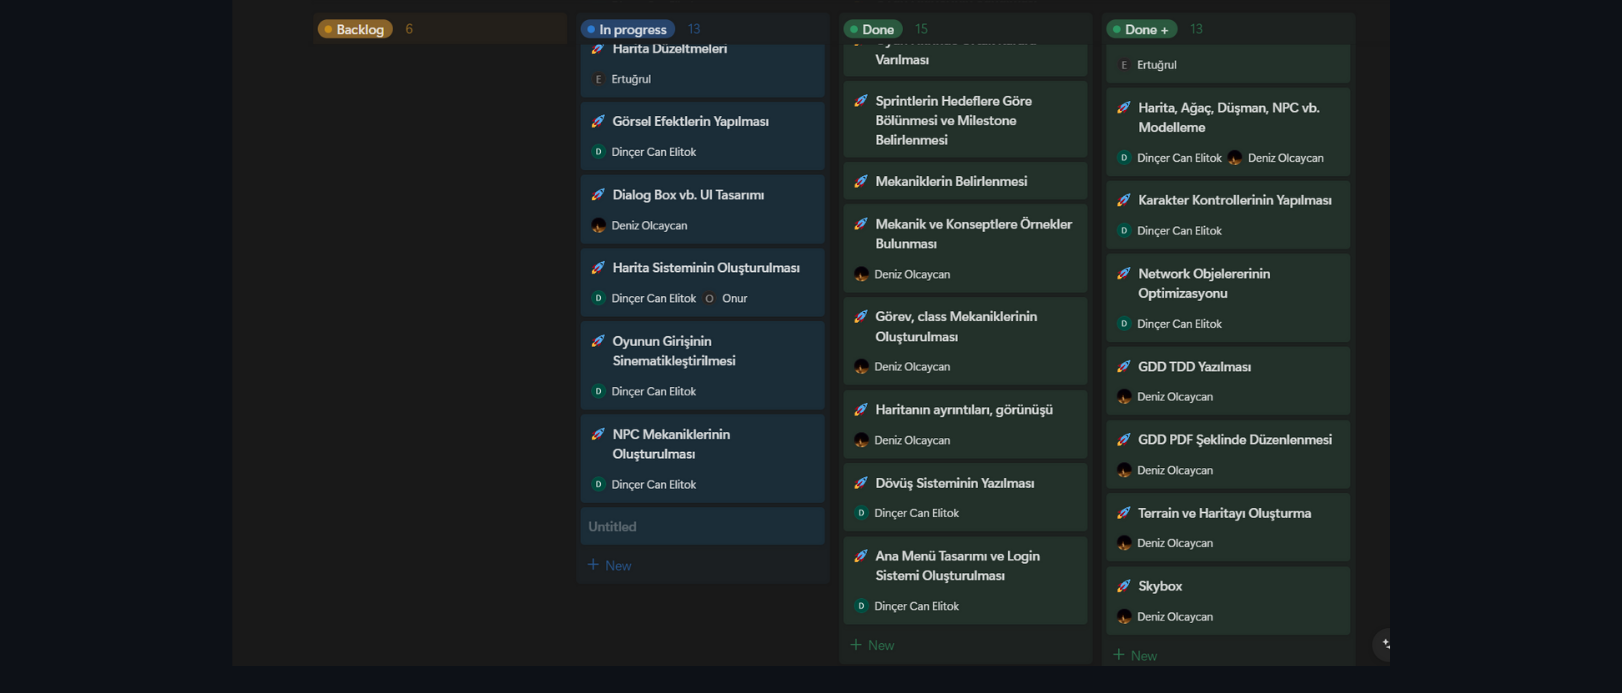 Backlog 6
In progress 13
Harita Düzeltmeleri
E Ertuğrul
Görsel Efektlerin Yapılması
D Dinçer Can Elitok
Dialog Box vb. UI Tasarımı
Deniz Olcaycan
Harita Sisteminin Oluşturulması
D Dinçer Can Elitok O Onur
Oyunun Girişinin
Sinematikleştirilmesi
D Dinçer Can Elitok
NPC Mekaniklerinin
Oluşturulması
D Dinçer Can Elitok
Untitled
+ New
Done 15
Varılması
Sprintlerin Hedeflere Göre
Bölünmesi ve Milestone
Belirlenmesi
Mekaniklerin Belirlenmesi
Mekanik ve Konseptlere Örnekler
Bulunması
Deniz Olcaycan
Görev, class Mekaniklerinin
Oluşturulması
Deniz Olcaycan
Haritanın ayrıntıları, görünüşü
Deniz Olcaycan
Dövüş Sisteminin Yazılması
D Dinçer Can Elitok
Ana Menü Tasarımı ve Login
Sistemi Oluşturulması
D Dinçer Can Elitok
+ New
Done + 13
E Ertuğrul
Harita, Ağaç, Düşman, NPC vb.
Modelleme
D Dinçer Can Elitok Deniz Olcaycan
Karakter Kontrollerinin Yapılması
D Dinçer Can Elitok
Network Objelererinin
Optimizasyonu
D Dinçer Can Elitok
GDD TDD Yazılması
Deniz Olcaycan
GDD PDF Şeklinde Düzenlenmesi
Deniz Olcaycan
Terrain ve Haritayı Oluşturma
Deniz Olcaycan
Skybox
Deniz Olcaycan
+ New